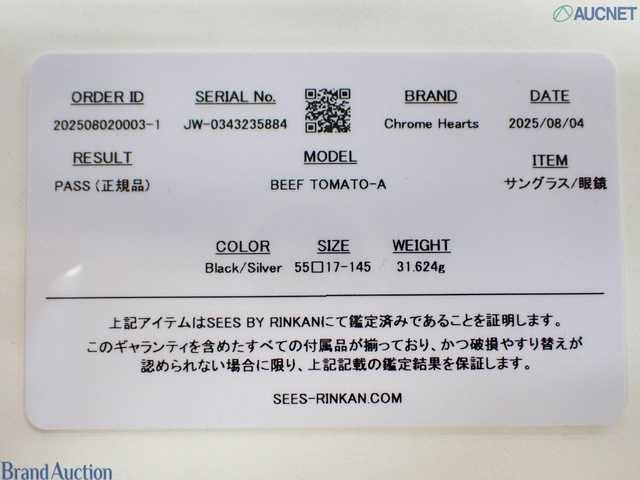 AUCNET
ORDER ID SERIAL No. BRAND DATE
202508020003-1 JW-0343235884 Chrome Hearts 2025/08/04
RESULT MODEL ITEM
PASS (正規品) BEEF TOMATO-A サングラス/眼鏡
COLOR SIZE WEIGHT
Black/Silver 55□17-145 31.624g
上記アイテムはSEES BY RINKANにて鑑定済みであることを証明します。
このギャランティを含めたすべての付属品が揃っており、かつ破損やすり替えが
認められない場合に限り、上記記載の鑑定結果を保証します。
SEES-RINKAN.COM
Brand Auction